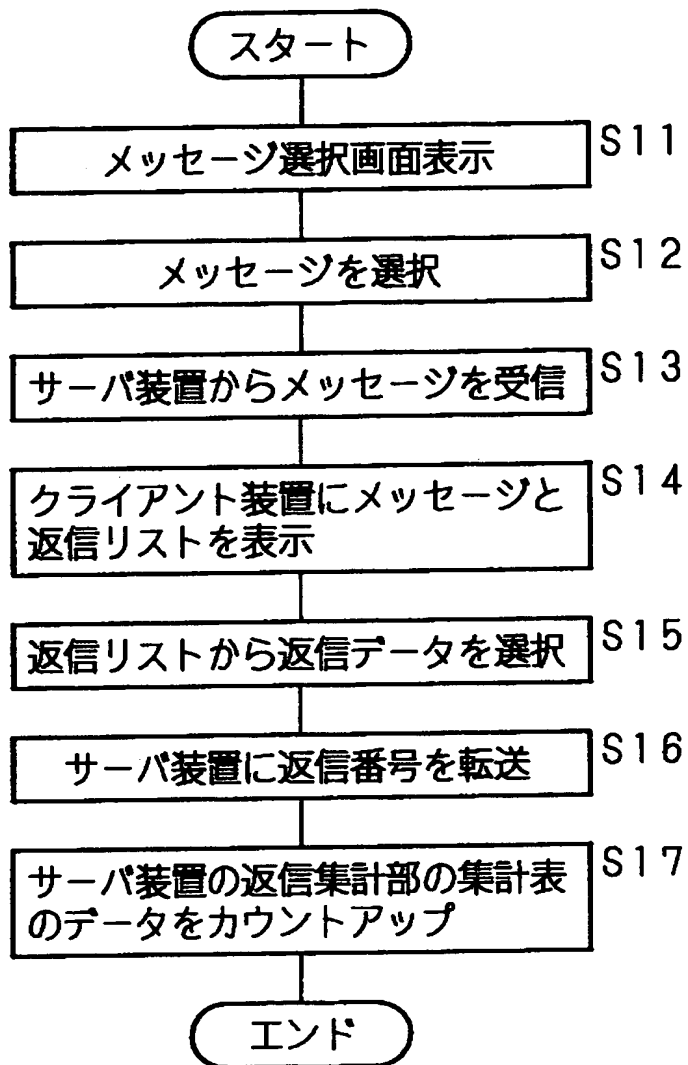 スタート
メッセージ選択画面表示 S11
メッセージを選択 S12
サーバ装置からメッセージを受信 S13
クライアント装置にメッセージと S14
返信リストを表示
返信リストから返信データを選択 S15
サーバ装置に返信番号を転送 S16
サーバ装置の返信集計部の集計表 S17
のデータをカウントアップ
エンド